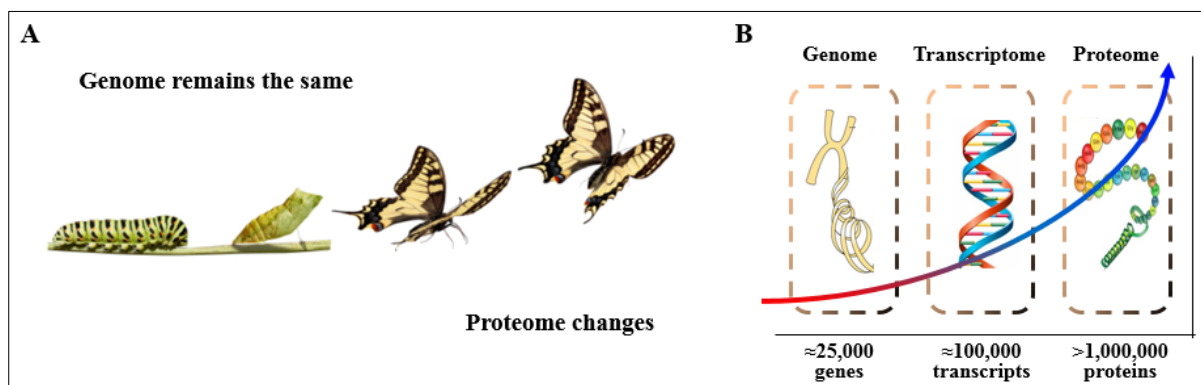 A
Genome remains the same
Proteome changes
B
Genome
Transcriptome
Proteome
≈25,000
genes
≈100,000
transcripts
>1,000,000
proteins